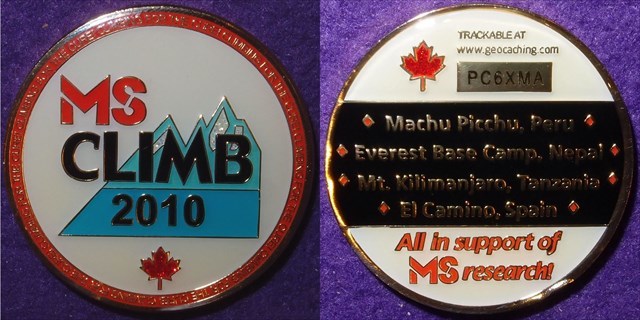 MS
CLIMB
2010
TRACKABLE AT
www.geocaching.com
PC6XMA
Machu Picchu, Peru
Everest Base Camp, Nepal
Mt. Kilimanjaro, Tanzania
El Camino, Spain
All in support of
MS research!